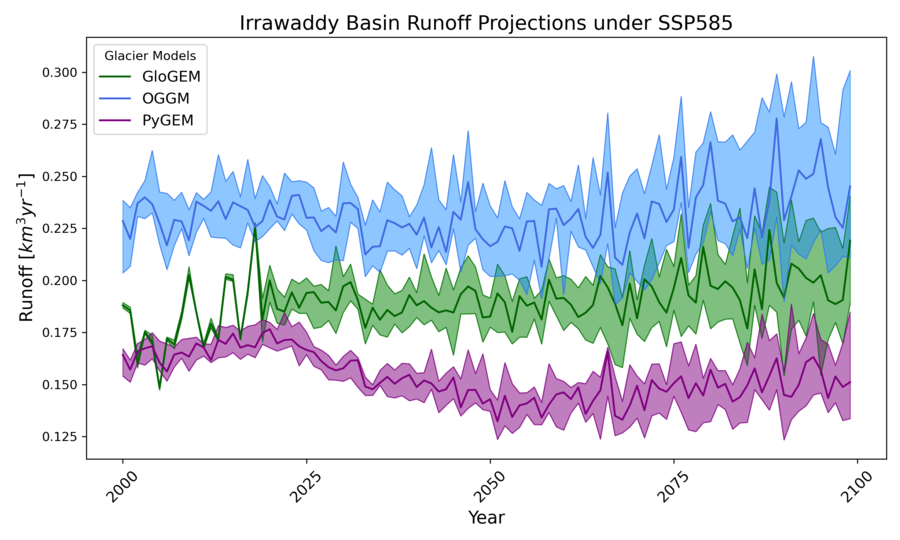 Irrawaddy Basin Runoff Projections under SSP585
Glacier Models
GloGEM
OGGM
PyGEM
0.300
0.275
0.250
0.225
0.200
0.175
0.150
0.125
Runoff [km³yr⁻¹]
2000
2025
2050
2075
2100
Year